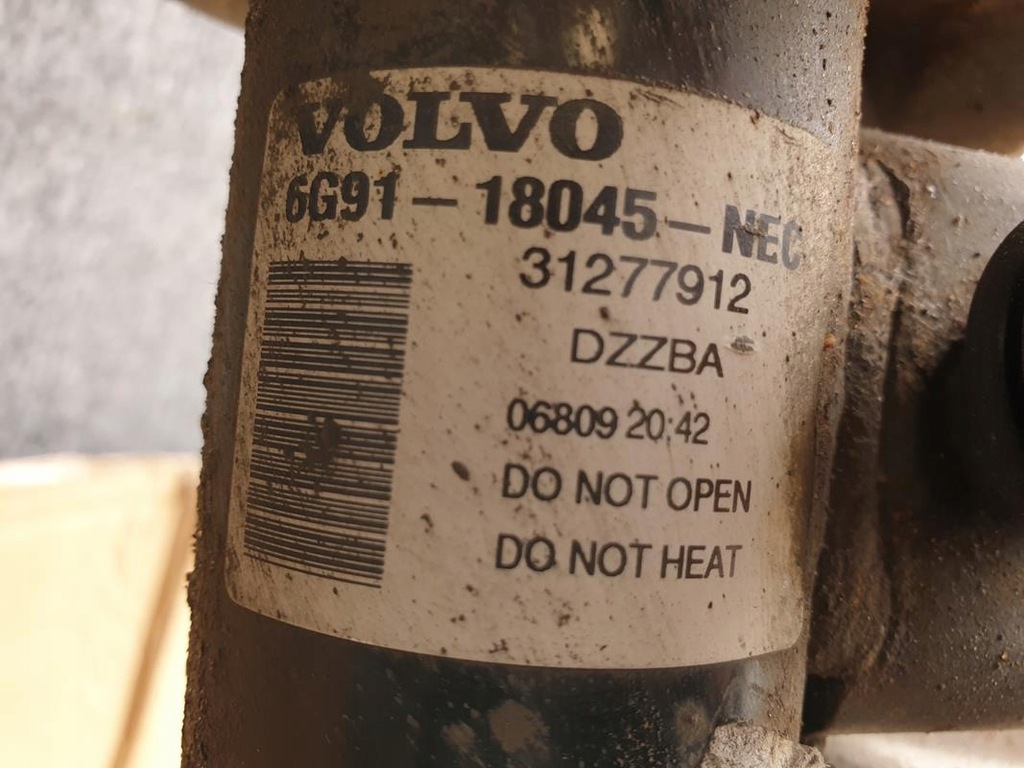 VOLVO
6G91-18045-NEC
31277912
DZZBA
06809 20:42
DO NOT OPEN
DO NOT HEAT